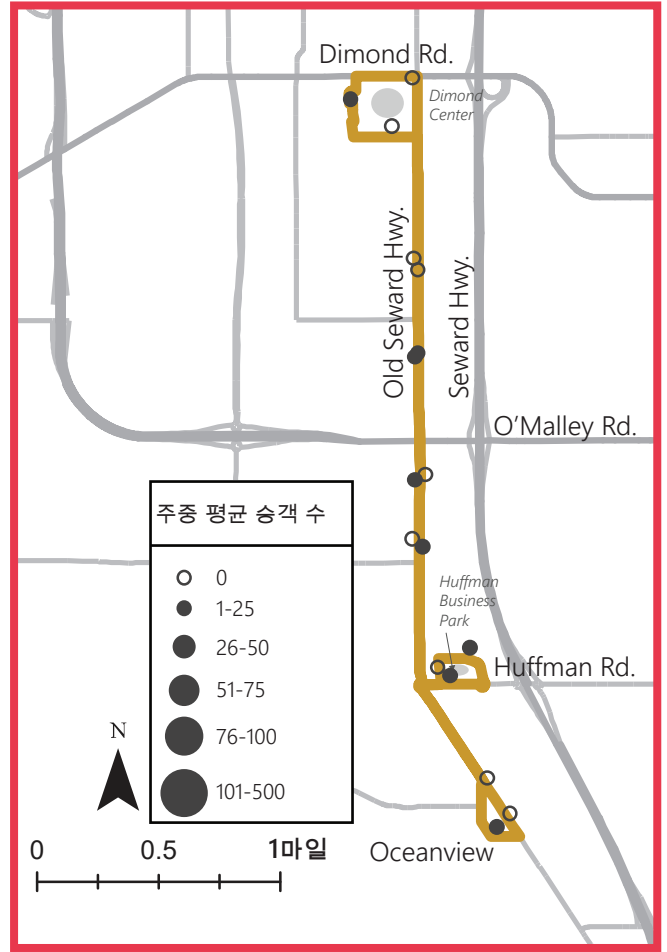 Dimond Rd.
Dimond
Center
Old Seward Hwy.
Seward Hwy.
O'Malley Rd.
주중 평균 승객 수
0
1-25
26-50
51-75
76-100
101-500
Huffman
Business
Park
Huffman Rd.
N
0
0.5
1마일
Oceanview